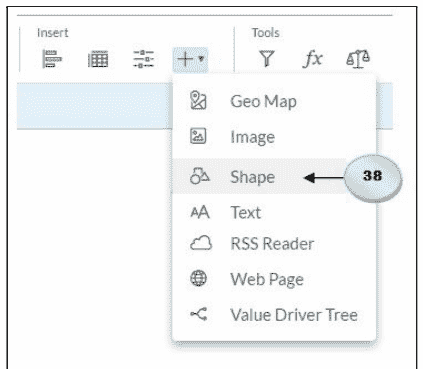 Insert Tools
fx
Geo Map
Image
Shape 38
Text
RSS Reader
Web Page
Value Driver Tree